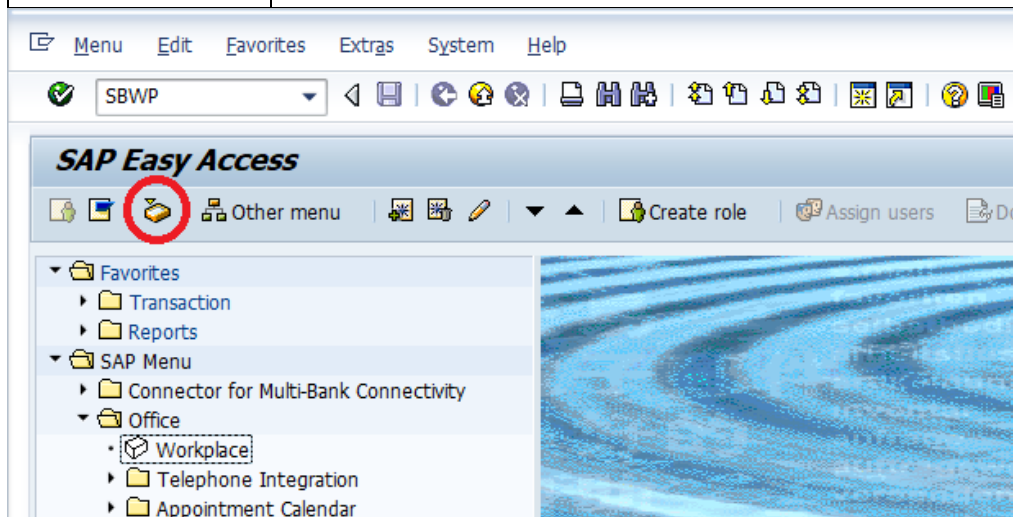 Menu Edit Favorites Extras System Help
SBWP
SAP Easy Access
Other menu Create role Assign users
Favorites
Transaction
Reports
SAP Menu
Connector for Multi-Bank Connectivity
Office
Workplace
Telephone Integration
Appointment Calendar